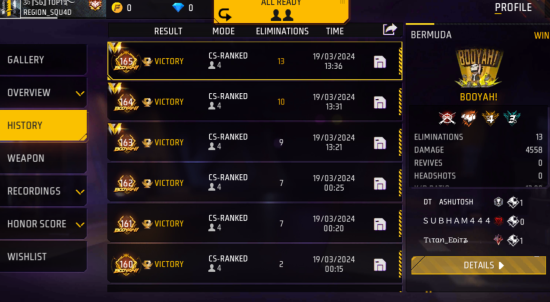 REGION_SQU4D
0
0
ALL READY
PROFILE
GALLERY
OVERVIEW
HISTORY
WEAPON
RECORDINGS
HONOR SCORE
WISHLIST
RESULT MODE ELIMINATIONS TIME
165 VICTORY CS-RANKED 4 13 19/03/2024 13:36
164 VICTORY CS-RANKED 4 10 19/03/2024 13:31
163 VICTORY CS-RANKED 4 9 19/03/2024 13:21
162 VICTORY CS-RANKED 4 7 19/03/2024 00:25
161 VICTORY CS-RANKED 4 7 19/03/2024 00:20
160 VICTORY CS-RANKED 4 2 19/03/2024 00:15
BERMUDA WIN
BOOYAH!
BOOYAH!
ELIMINATIONS 13
DAMAGE 4558
REVIVES 0
HEADSHOTS 0
DT ASHUTOSH 1
SUBHAM444 0
Titan_Editz 1
DETAILS